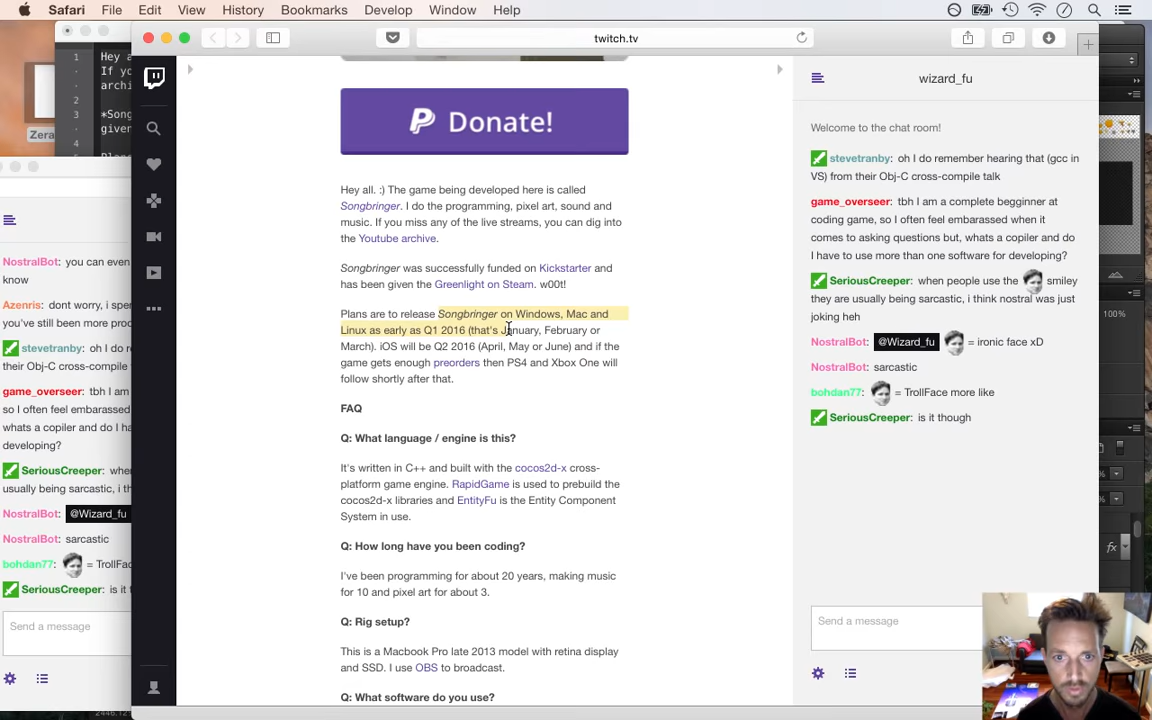 Safari File Edit View History Bookmarks Develop Window Help
twitch.tv
1 Hey a
If yo
archi
2
3 *Song
given
4
Zera
Donate!
Hey all. :) The game being developed here is called
Songbringer. I do the programming, pixel art, sound and
music. If you miss any of the live streams, you can dig into
the Youtube archive.
Songbringer was successfully funded on Kickstarter and
has been given the Greenlight on Steam. w00t!
Plans are to release Songbringer on Windows, Mac and
Linux as early as Q1 2016 (that's January, February or
March). iOS will be Q2 2016 (April, May or June) and if the
game gets enough preorders then PS4 and Xbox One will
follow shortly after that.
FAQ
Q: What language / engine is this?
It's written in C++ and built with the cocos2d-x cross-
platform game engine. RapidGame is used to prebuild the
cocos2d-x libraries and EntityFu is the Entity Component
System in use.
Q: How long have you been coding?
I've been programming for about 20 years, making music
for 10 and pixel art for about 3.
Q: Rig setup?
This is a Macbook Pro late 2013 model with retina display
and SSD. I use OBS to broadcast.
Q: What software do you use?
wizard_fu
Welcome to the chat room!
stevetranby: oh I do remember hearing that (gcc in
VS) from their Obj-C cross-compile talk
game_overseer: tbh I am a complete begginner at
coding game, so I often feel embarassed when it
comes to asking questions but, whats a copiler and do
I have to use more than one software for developing?
SeriousCreeper: when people use the smiley
they are usually being sarcastic, i think nostral was just
joking heh
NostralBot: @Wizard_fu = ironic face xD
NostralBot: sarcastic
bohdan77: = TrollFace more like
SeriousCreeper: is it though
Send a message
NostralBot: you can even
know
Azenris: dont worry, i spe
you've still been more pro
stevetranby: oh I do r
their Obj-C cross-compile
game_overseer: tbh I am
so I often feel embarassed
whats a copiler and do I ha
developing?
SeriousCreeper: whe
usually being sarcastic, i th
NostralBot: @Wizard_fu
NostralBot: sarcastic
bohdan77: = TrollFa
SeriousCreeper: is it t
Send a message
100%
fx